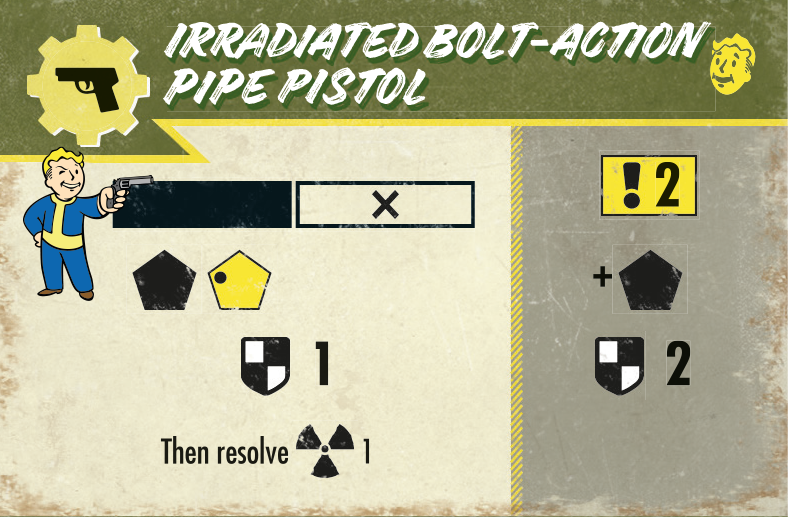 IRRADIATED BOLT-ACTION
PIPE PISTOL
X
!2
+
1
2
Then resolve 1